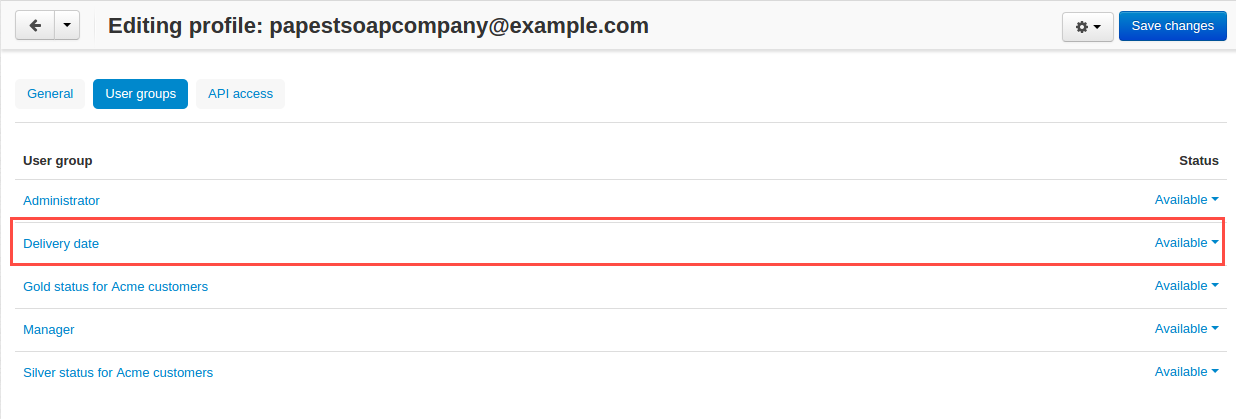 Editing profile: papestsoapcompany@example.com
Save changes
General User groups API access
User group Status
Administrator Available
Delivery date Available
Gold status for Acme customers Available
Manager Available
Silver status for Acme customers Available